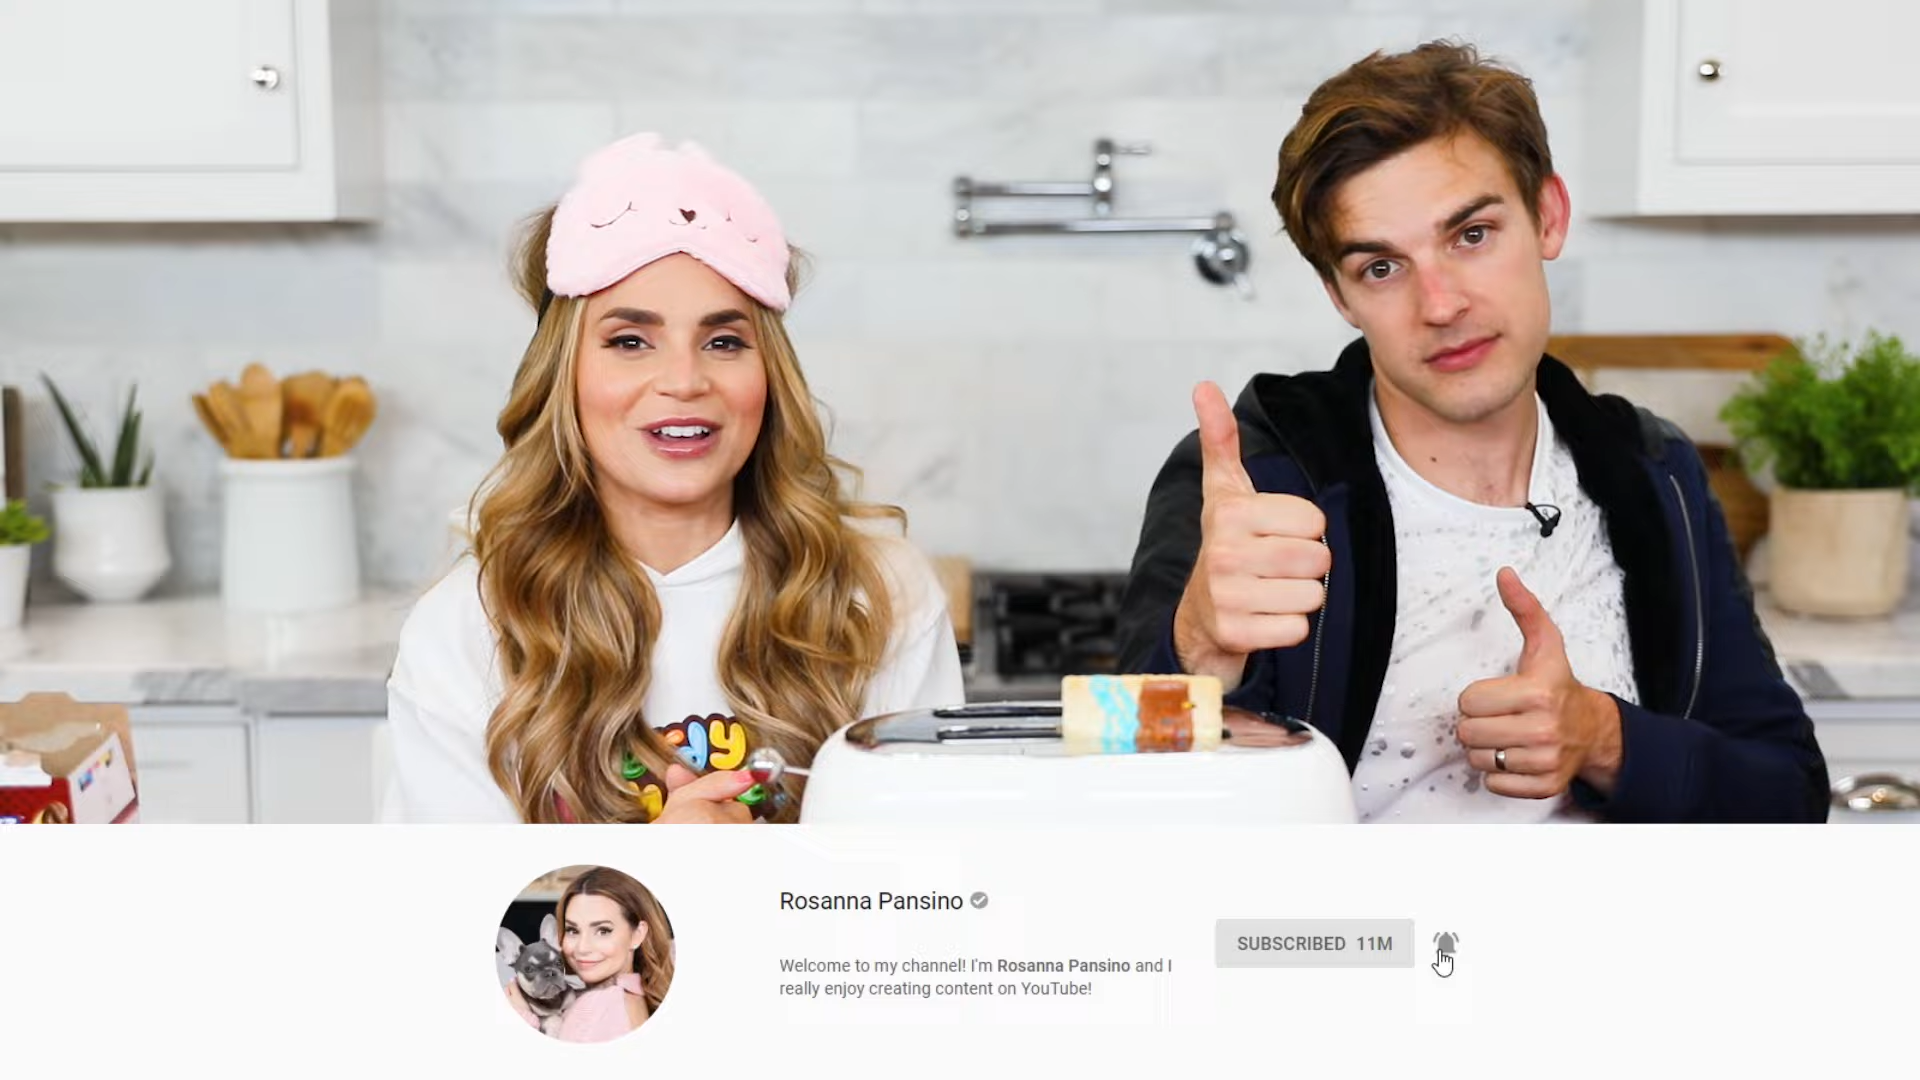 Rosanna Pansino
SUBSCRIBED 11M
Welcome to my channel! I'm Rosanna Pansino and I
really enjoy creating content on YouTube!